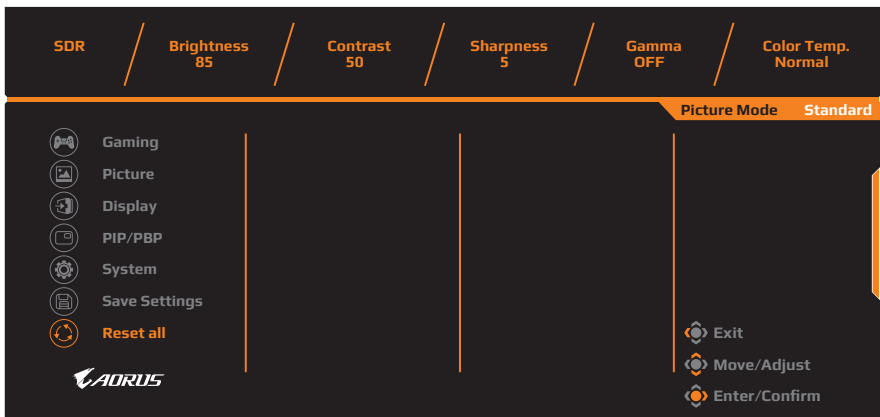 SDR
Brightness
85
Contrast
50
Sharpness
5
Gamma
OFF
Color Temp.
Normal
Picture Mode Standard
Gaming
Picture
Display
PIP/PBP
System
Save Settings
Reset all
AORUS
Exit
Move/Adjust
Enter/Confirm